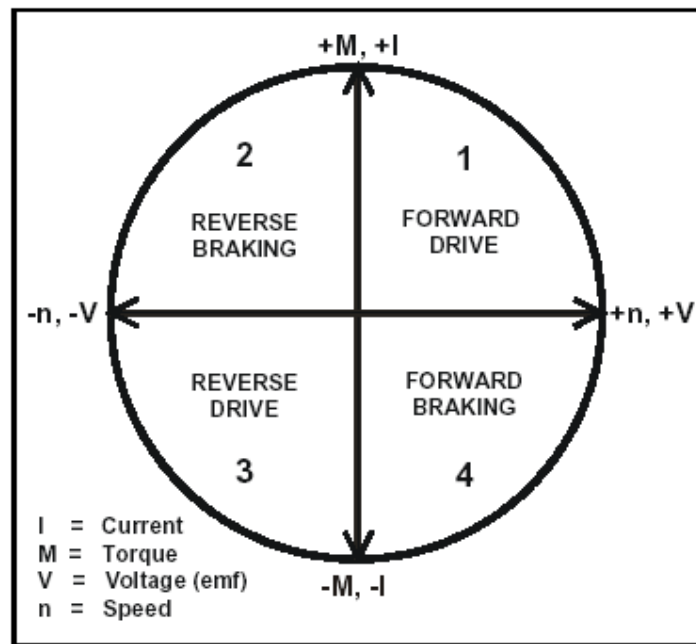 +M, +I
2
1
REVERSE
BRAKING
FORWARD
DRIVE
-n, -V
+n, +V
REVERSE
DRIVE
FORWARD
BRAKING
3
4
I = Current
M = Torque
V = Voltage (emf)
n = Speed
-M, -I